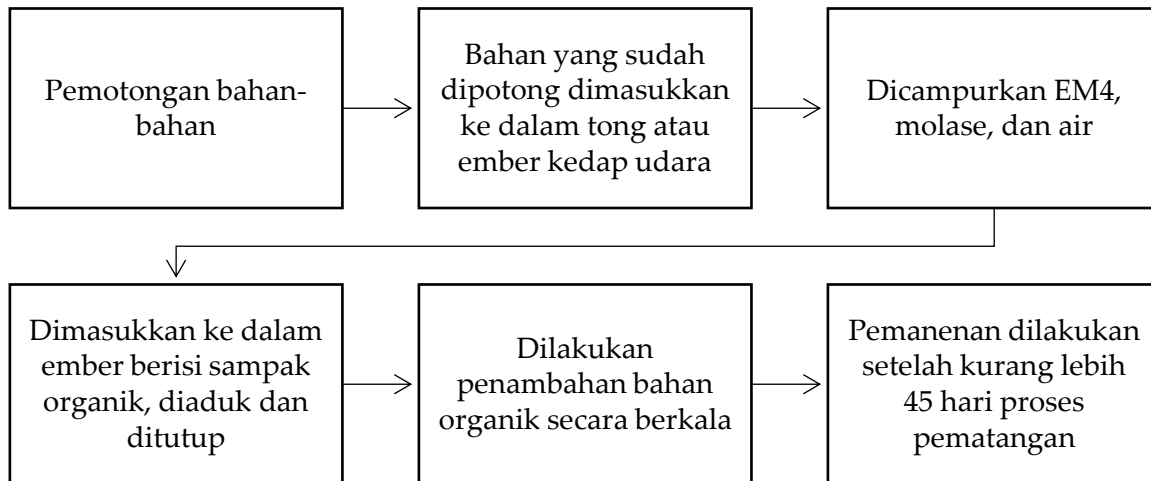 Pemotongan bahan-
bahan
Bahan yang sudah
dipotong dimasukkan
ke dalam tong atau
ember kedap udara
Dicampurkan EM4,
molase, dan air
Dimasukkan ke dalam
ember berisi sampak
organik, diaduk dan
ditutup
Dilakukan
penambahan bahan
organik secara berkala
Pemanenan dilakukan
setelah kurang lebih
45 hari proses
pematangan